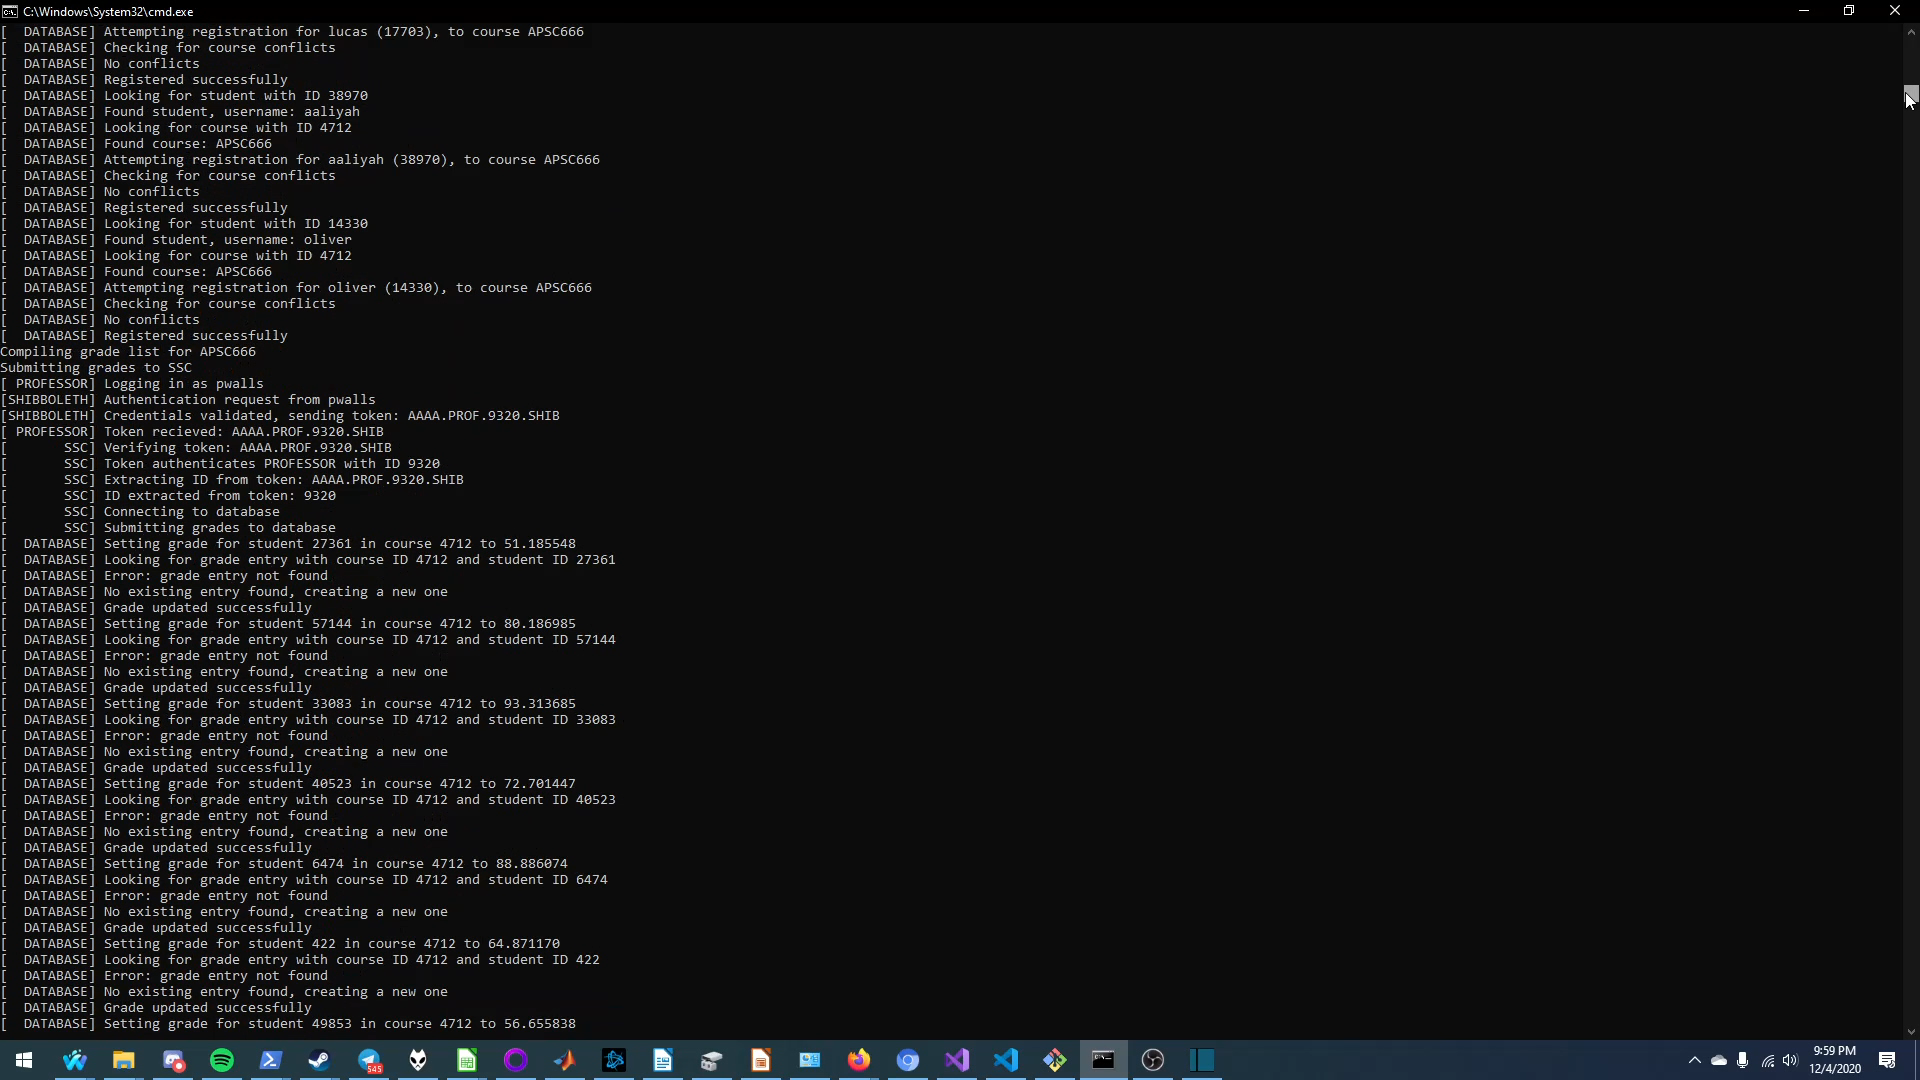 C:\Windows\System32\cmd.exe
[  DATABASE] Attempting registration for lucas (17703), to course APSC666
[  DATABASE] Checking for course conflicts
[  DATABASE] No conflicts
[  DATABASE] Registered successfully
[  DATABASE] Looking for student with ID 38970
[  DATABASE] Found student, username: aaliyah
[  DATABASE] Looking for course with ID 4712
[  DATABASE] Found course: APSC666
[  DATABASE] Attempting registration for aaliyah (38970), to course APSC666
[  DATABASE] Checking for course conflicts
[  DATABASE] No conflicts
[  DATABASE] Registered successfully
[  DATABASE] Looking for student with ID 14330
[  DATABASE] Found student, username: oliver
[  DATABASE] Looking for course with ID 4712
[  DATABASE] Found course: APSC666
[  DATABASE] Attempting registration for oliver (14330), to course APSC666
[  DATABASE] Checking for course conflicts
[  DATABASE] No conflicts
[  DATABASE] Registered successfully
Compiling grade list for APSC666
Submitting grades to SSC
[ PROFESSOR] Logging in as pwalls
[SHIBBOLETH] Authentication request from pwalls
[SHIBBOLETH] Credentials validated, sending token: AAAA.PROF.9320.SHIB
[ PROFESSOR] Token recieved: AAAA.PROF.9320.SHIB
[       SSC] Verifying token: AAAA.PROF.9320.SHIB
[       SSC] Token authenticates PROFESSOR with ID 9320
[       SSC] Extracting ID from token: AAAA.PROF.9320.SHIB
[       SSC] ID extracted from token: 9320
[       SSC] Connecting to database
[       SSC] Submitting grades to database
[  DATABASE] Setting grade for student 27361 in course 4712 to 51.185548
[  DATABASE] Looking for grade entry with course ID 4712 and student ID 27361
[  DATABASE] Error: grade entry not found
[  DATABASE] No existing entry found, creating a new one
[  DATABASE] Grade updated successfully
[  DATABASE] Setting grade for student 57144 in course 4712 to 80.186985
[  DATABASE] Looking for grade entry with course ID 4712 and student ID 57144
[  DATABASE] Error: grade entry not found
[  DATABASE] No existing entry found, creating a new one
[  DATABASE] Grade updated successfully
[  DATABASE] Setting grade for student 33083 in course 4712 to 93.313685
[  DATABASE] Looking for grade entry with course ID 4712 and student ID 33083
[  DATABASE] Error: grade entry not found
[  DATABASE] No existing entry found, creating a new one
[  DATABASE] Grade updated successfully
[  DATABASE] Setting grade for student 40523 in course 4712 to 72.701447
[  DATABASE] Looking for grade entry with course ID 4712 and student ID 40523
[  DATABASE] Error: grade entry not found
[  DATABASE] No existing entry found, creating a new one
[  DATABASE] Grade updated successfully
[  DATABASE] Setting grade for student 6474 in course 4712 to 88.886074
[  DATABASE] Looking for grade entry with course ID 4712 and student ID 6474
[  DATABASE] Error: grade entry not found
[  DATABASE] No existing entry found, creating a new one
[  DATABASE] Grade updated successfully
[  DATABASE] Setting grade for student 422 in course 4712 to 64.871170
[  DATABASE] Looking for grade entry with course ID 4712 and student ID 422
[  DATABASE] Error: grade entry not found
[  DATABASE] No existing entry found, creating a new one
[  DATABASE] Grade updated successfully
[  DATABASE] Setting grade for student 49853 in course 4712 to 56.655838
545
9:59 PM
12/4/2020